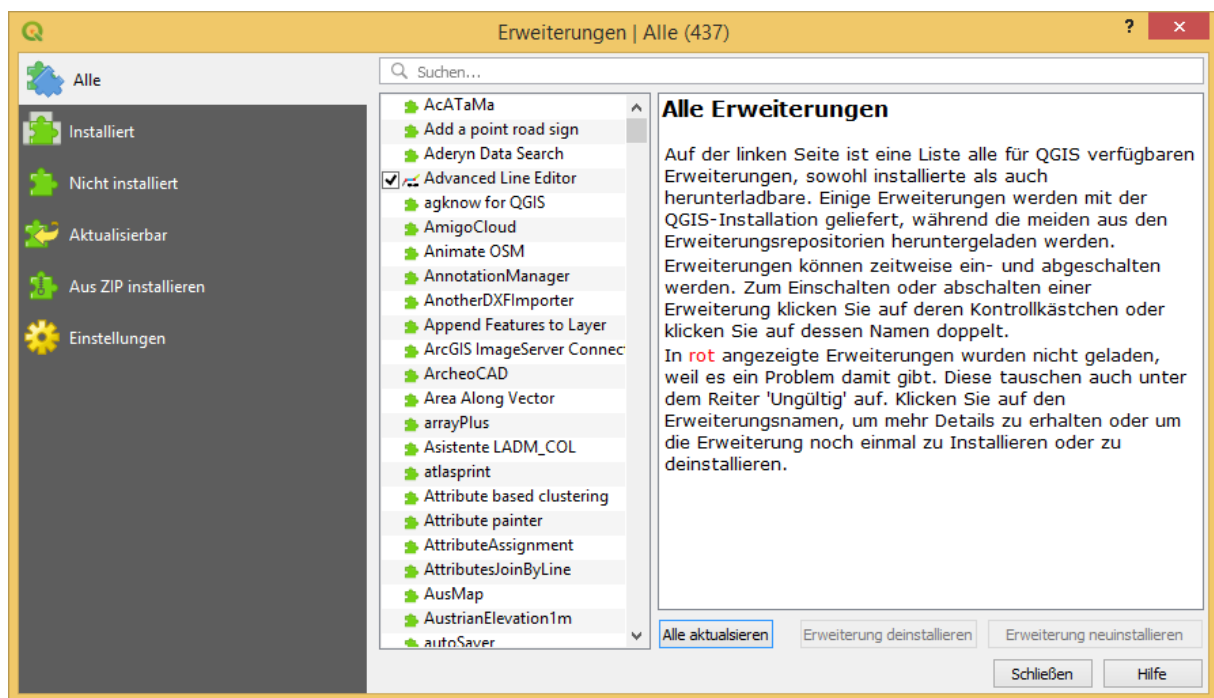 Erweiterungen | Alle (437)
?
Alle
Installiert
Nicht installiert
Aktualisierbar
Aus ZIP installieren
Einstellungen
Suchen...
AcATaMa
Add a point road sign
Aderyn Data Search
Advanced Line Editor
agknow for QGIS
AmigoCloud
Animate OSM
AnnotationManager
AnotherDXFImporter
Append Features to Layer
ArcGIS ImageServer Connec
ArcheoCAD
Area Along Vector
arrayPlus
Asistente LADM_COL
atlasprint
Attribute based clustering
Attribute painter
AttributeAssignment
AttributesJoinByLine
AusMap
AustrianElevation1m
autoSaver
Alle Erweiterungen
Auf der linken Seite ist eine Liste alle für QGIS verfügbaren
Erweiterungen, sowohl installierte als auch
herunterladbare. Einige Erweiterungen werden mit der
QGIS-Installation geliefert, während die meiden aus den
Erweiterungsrepositorien heruntergeladen werden.
Erweiterungen können zeitweise ein- und abgeschalten
werden. Zum Einschalten oder abschalten einer
Erweiterung klicken Sie auf deren Kontrollkästchen oder
klicken Sie auf dessen Namen doppelt.
In rot angezeigte Erweiterungen wurden nicht geladen,
weil es ein Problem damit gibt. Diese tauschen auch unter
dem Reiter 'Ungültig' auf. Klicken Sie auf den
Erweiterungsnamen, um mehr Details zu erhalten oder um
die Erweiterung noch einmal zu Installieren oder zu
deinstallieren.
Alle aktualsieren
Erweiterung deinstallieren
Erweiterung neuinstallieren
Schließen
Hilfe